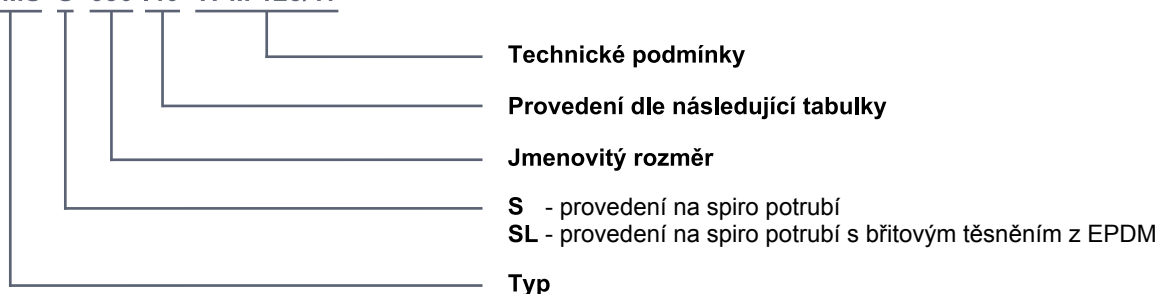 Technické podmínky
Provedení dle následující tabulky
Jmenovitý rozměr
S - provedení na spiro potrubí
SL - provedení na spiro potrubí s břitovým těsněním z EPDM
Typ